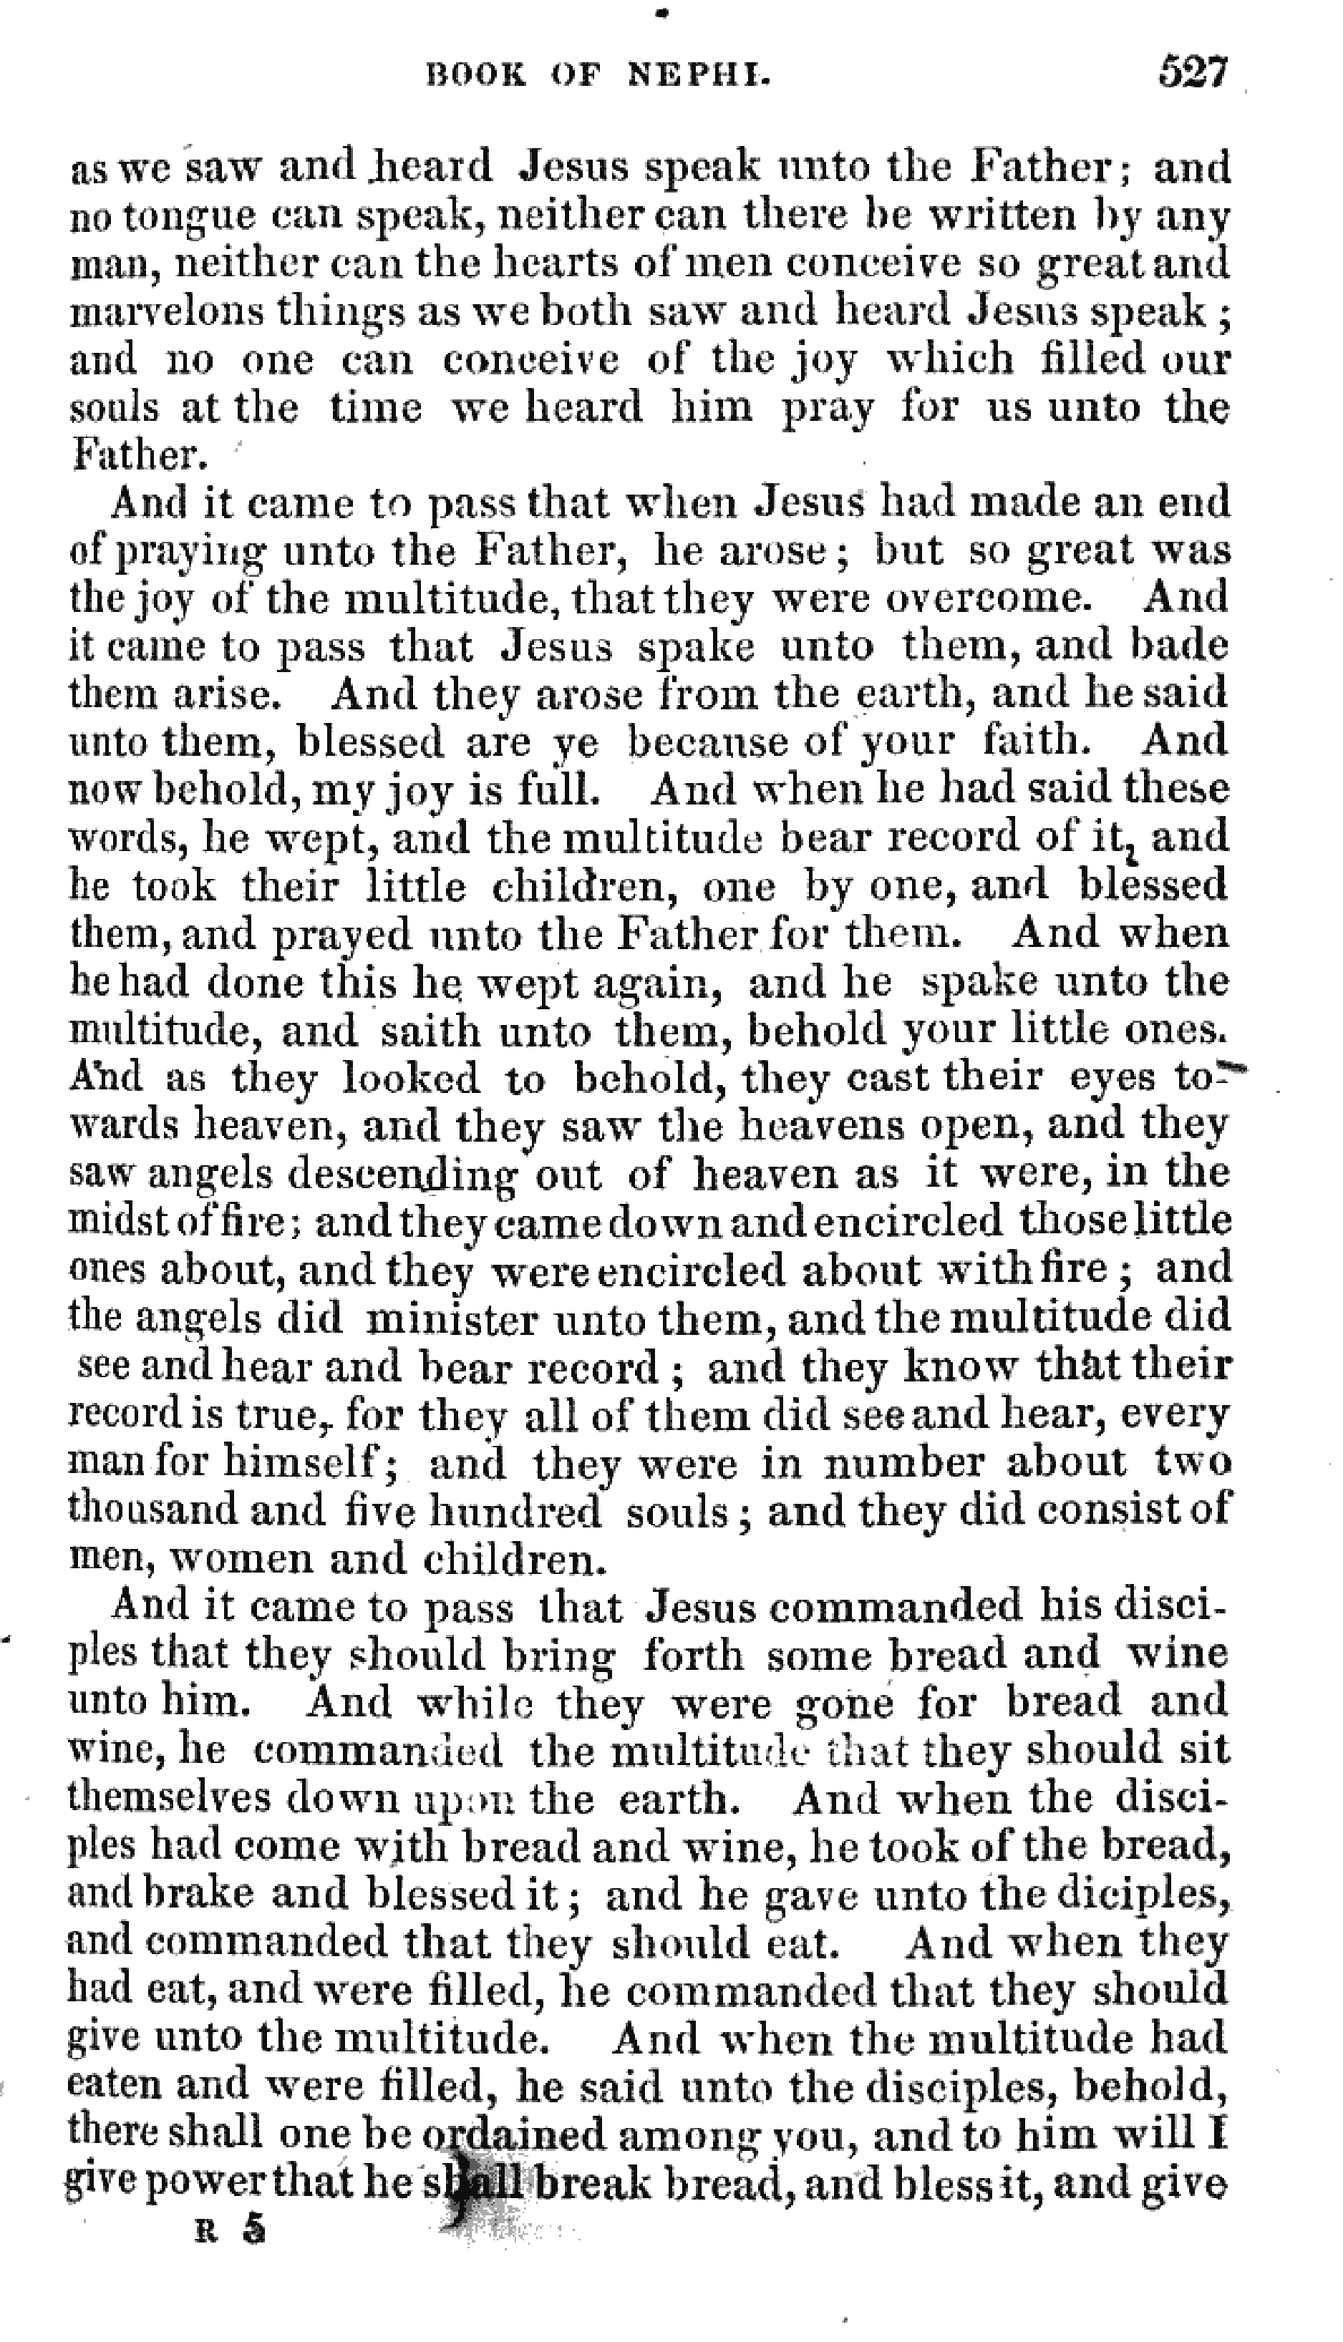 BOOK OF NEPHI. 527
as we saw and heard Jesus speak unto the Father; and
no tongue can speak, neither can there be written by any
man, neither can the hearts of men conceive so great and
marvelons things as we both saw and heard Jesus speak;
and no one can conceive of the joy which filled our
souls at the time we heard him pray for us unto the
Father.
And it came to pass that when Jesus had made an end
of praying unto the Father, he arose; but so great was
the joy of the multitude, that they were overcome. And
it came to pass that Jesus spake unto them, and bade
them arise. And they arose from the earth, and he said
unto them, blessed are ye because of your faith. And
now behold, my joy is full. And when he had said these
words, he wept, and the multitude bear record of it, and
he took their little children, one by one, and blessed
them, and prayed unto the Father for them. And when
he had done this he wept again, and he spake unto the
multitude, and saith unto them, behold your little ones.
And as they looked to behold, they cast their eyes to-
wards heaven, and they saw the heavens open, and they
saw angels descending out of heaven as it were, in the
midst of fire; and they came down and encircled those little
ones about, and they were encircled about with fire; and
the angels did minister unto them, and the multitude did
see and hear and bear record; and they know that their
record is true, for they all of them did see and hear, every
man for himself; and they were in number about two
thousand and five hundred souls; and they did consist of
men, women and children.
And it came to pass that Jesus commanded his disci-
ples that they should bring forth some bread and wine
unto him. And while they were gone for bread and
wine, he commanded the multitude that they should sit
themselves down upon the earth. And when the disci-
ples had come with bread and wine, he took of the bread,
and brake and blessed it; and he gave unto the diciples,
and commanded that they should eat. And when they
had eat, and were filled, he commanded that they should
give unto the multitude. And when the multitude had
eaten and were filled, he said unto the disciples, behold,
there shall one be ordained among you, and to him will I
give power that he shall break bread, and bless it, and give
R 5